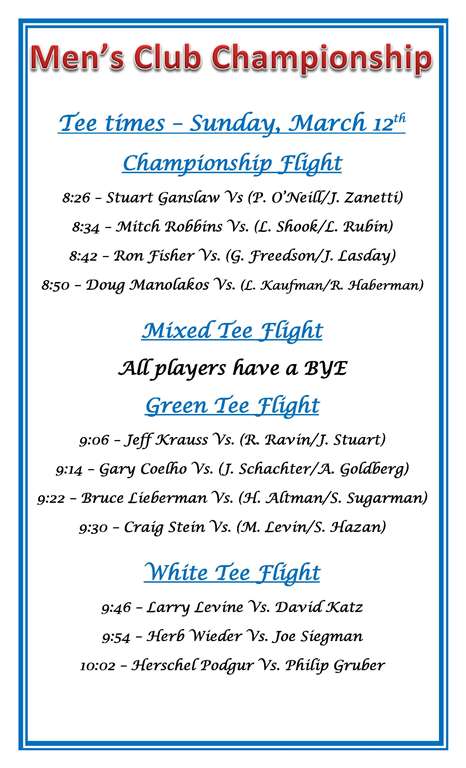 Men's Club Championship
Tee times – Sunday, March 12th
Championship Flight
8:26 – Stuart Ganslaw Vs (P. O'Neill/J. Zanetti)
8:34 – Mitch Robbins Vs. (L. Shook/L. Rubin)
8:42 – Ron Fisher Vs. (G. Freedson/J. Lasday)
8:50 – Doug Manolakos Vs. (L. Kaufman/R. Haberman)
Mixed Tee Flight
All players have a BYE
Green Tee Flight
9:06 – Jeff Krauss Vs. (R. Ravin/J. Stuart)
9:14 – Gary Coelho Vs. (J. Schachter/A. Goldberg)
9:22 – Bruce Lieberman Vs. (H. Altman/S. Sugarman)
9:30 – Craig Stein Vs. (M. Levin/S. Hazan)
White Tee Flight
9:46 – Larry Levine Vs. David Katz
9:54 – Herb Wieder Vs. Joe Siegman
10:02 – Herschel Podgur Vs. Philip Gruber